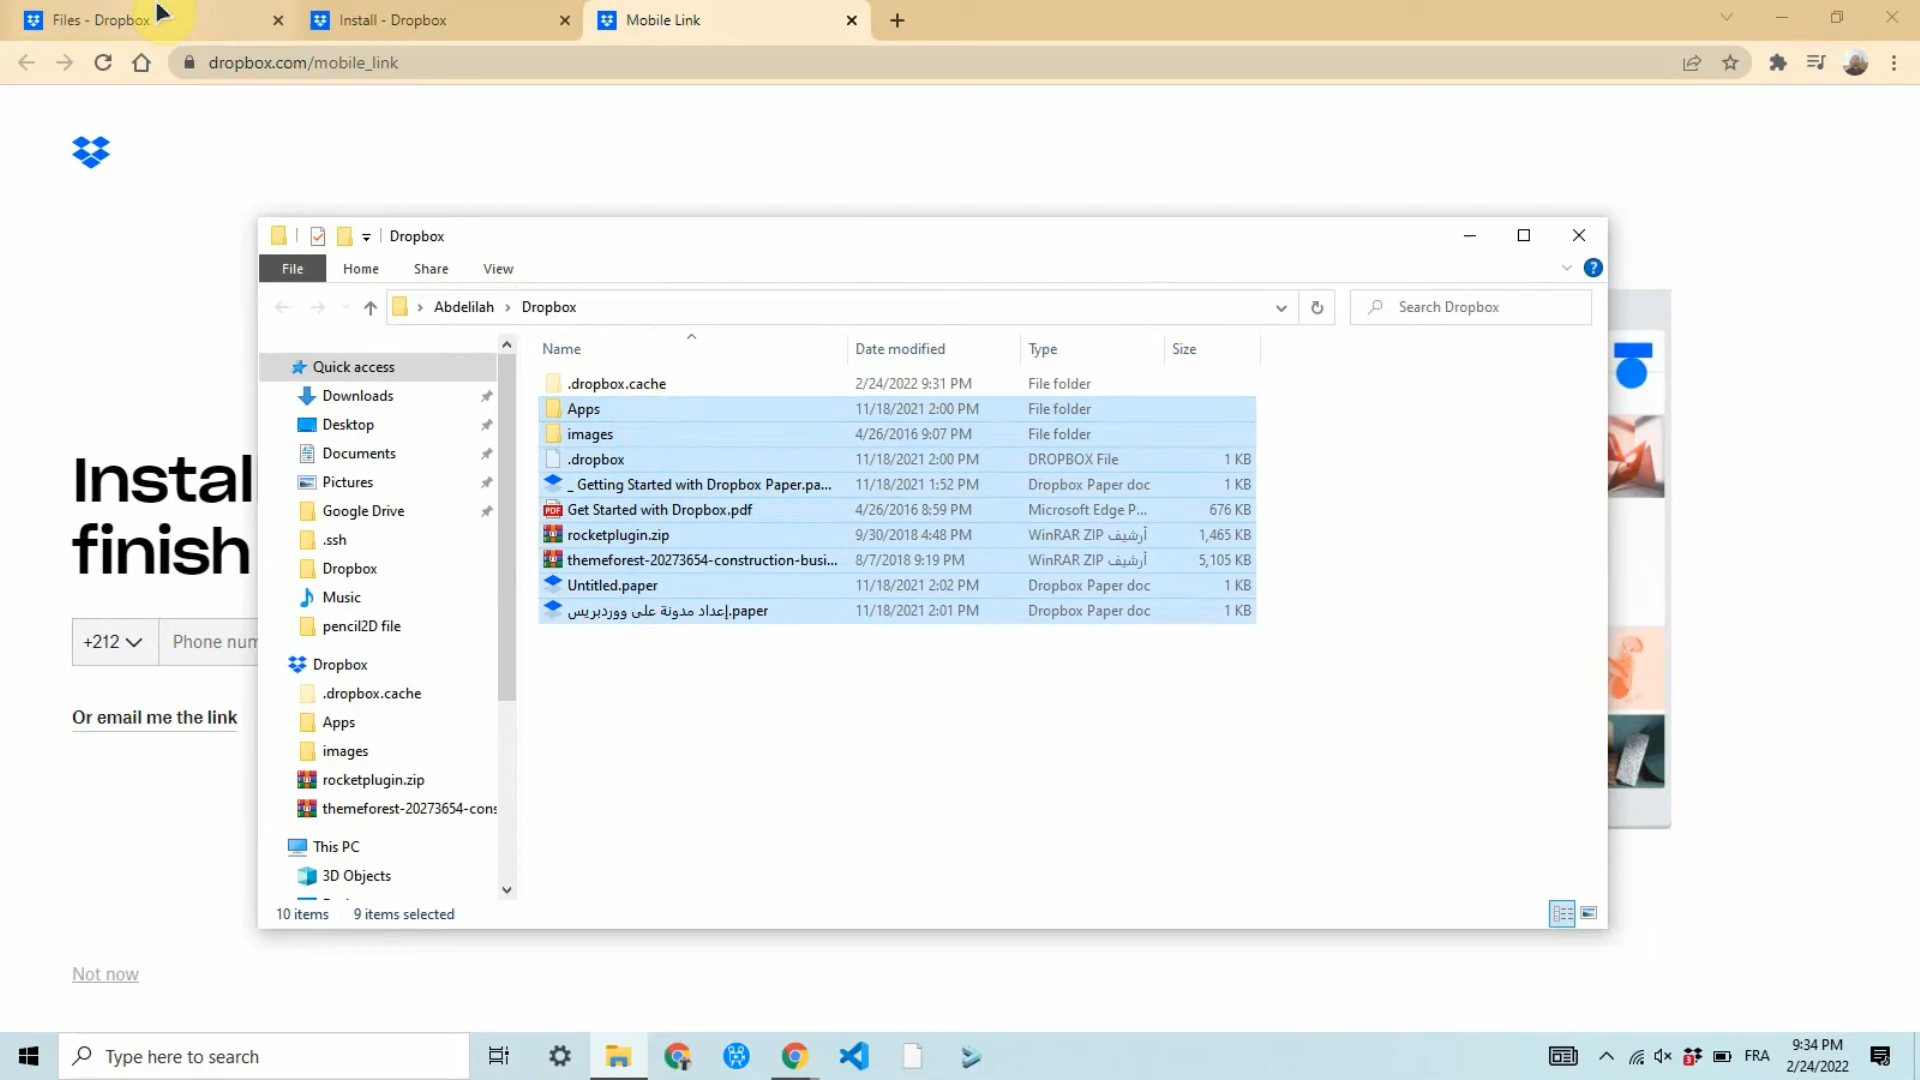 Files - Dropbox
Install - Dropbox
Mobile Link
dropbox.com/mobile_link
Dropbox
File Home Share View
Abdelilah Dropbox
Search Dropbox
Name Date modified Type Size
Quick access
Downloads
Desktop
Documents
Pictures
Google Drive
.ssh
Dropbox
Music
pencil2D file
Dropbox
.dropbox.cache
Apps
images
rocketplugin.zip
themeforest-20273654-cons
This PC
3D Objects
.dropbox.cache 2/24/2022 9:31 PM File folder
Apps 11/18/2021 2:00 PM File folder
images 4/26/2016 9:07 PM File folder
.dropbox 11/18/2021 2:00 PM DROPBOX File 1 KB
_ Getting Started with Dropbox Paper.pa... 11/18/2021 1:52 PM Dropbox Paper doc 1 KB
Get Started with Dropbox.pdf 4/26/2016 8:59 PM Microsoft Edge P... 676 KB
rocketplugin.zip 9/30/2018 4:48 PM WinRAR ZIP أرشيف 1,465 KB
themeforest-20273654-construction-busi... 8/7/2018 9:19 PM WinRAR ZIP أرشيف 5,105 KB
Untitled.paper 11/18/2021 2:02 PM Dropbox Paper doc 1 KB
إعداد مدونة على ووردبريس.paper 11/18/2021 2:01 PM Dropbox Paper doc 1 KB
10 items 9 items selected
Instal
finish
+212 Phone num
Or email me the link
Not now
Type here to search
FRA
9:34 PM
2/24/2022